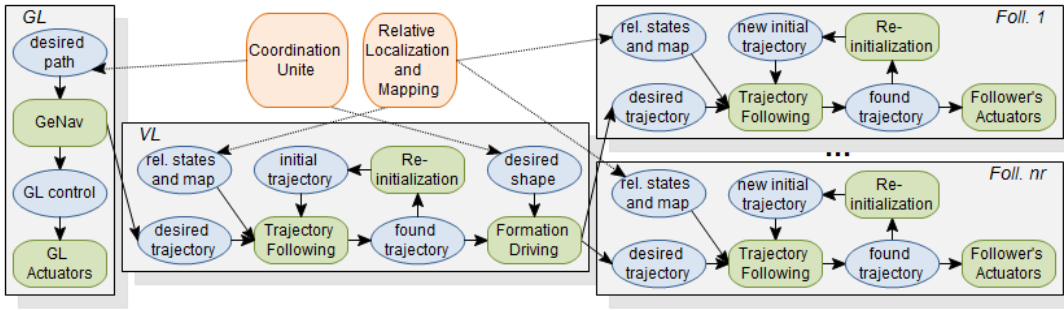 GL
desired
path
GeNav
GL control
GL
Actuators
Coordination
Unite
Relative
Localization
and
Mapping
VL
rel. states
and map
initial
trajectory
Re-
initialization
desired
shape
desired
trajectory
Trajectory
Following
found
trajectory
Formation
Driving
Foll. 1
rel. states
and map
new initial
trajectory
Re-
initialization
desired
trajectory
Trajectory
Following
found
trajectory
Follower's
Actuators
...
Foll. nr
rel. states
and map
new initial
trajectory
Re-
initialization
desired
trajectory
Trajectory
Following
found
trajectory
Follower's
Actuators